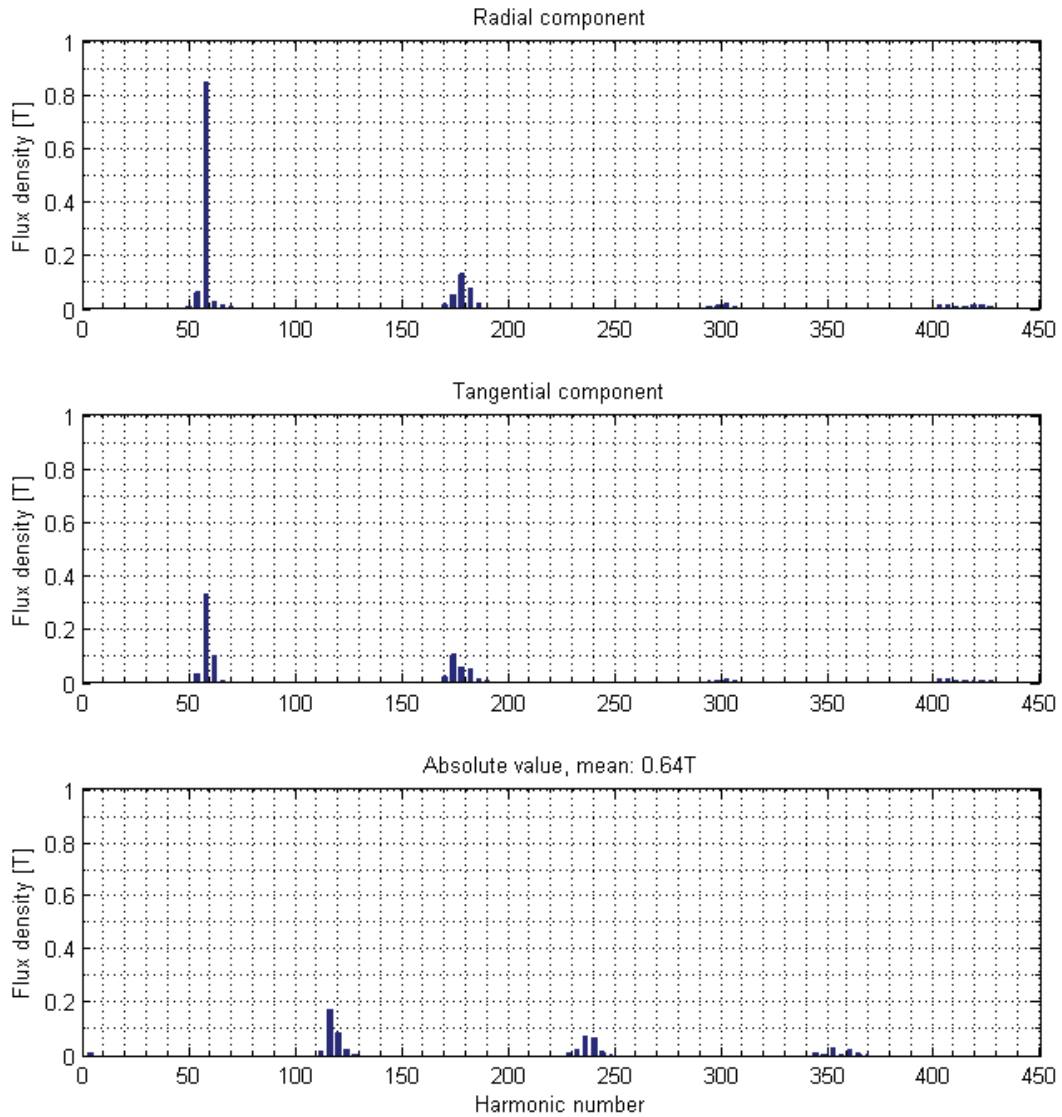 Radial component
1
0.8
0.6
0.4
0.2
0
Flux density [T]
0 50 100 150 200 250 300 350 400 450
Tangential component
1
0.8
0.6
0.4
0.2
0
Flux density [T]
0 50 100 150 200 250 300 350 400 450
Absolute value, mean: 0.64T
1
0.8
0.6
0.4
0.2
0
Flux density [T]
0 50 100 150 200 250 300 350 400 450
Harmonic number